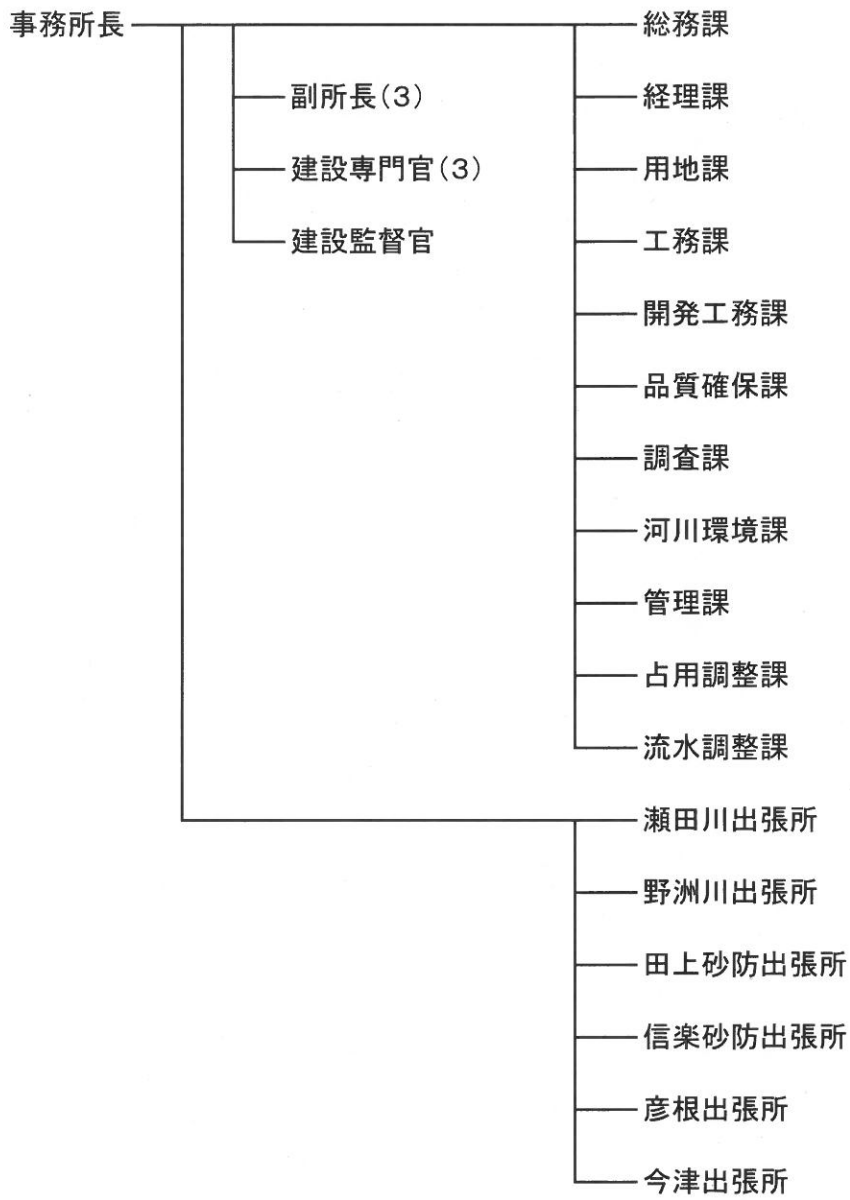 事務所長
副所長(3)
建設専門官(3)
建設監督官
総務課
経理課
用地課
工務課
開発工務課
品質確保課
調査課
河川環境課
管理課
占用調整課
流水調整課
瀬田川出張所
野洲川出張所
田上砂防出張所
信楽砂防出張所
彦根出張所
今津出張所